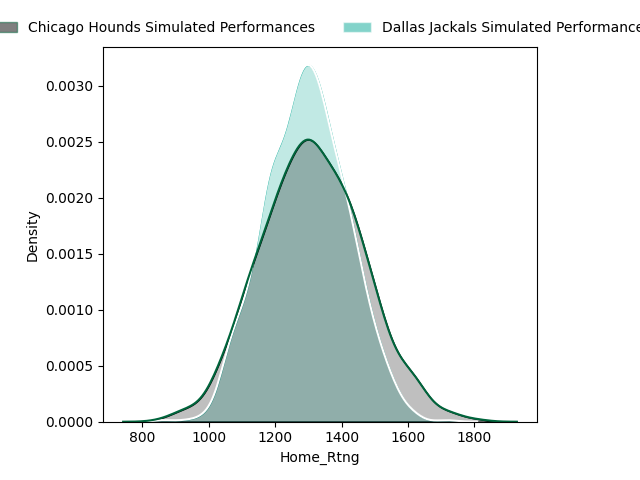 Chicago Hounds Simulated Performances
Dallas Jackals Simulated Performance
0.0030
0.0025
0.0020
0.0015
0.0010
0.0005
0.0000
Density
800 1000 1200 1400 1600 1800
Home_Rtng